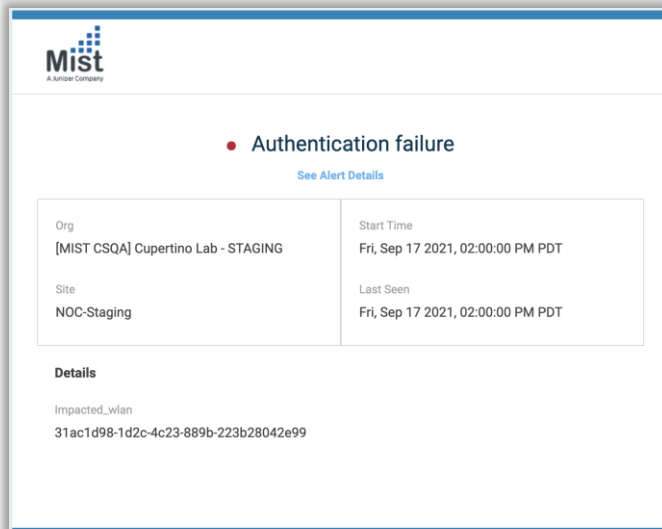 Mist
A Juniper Company
Authentication failure
See Alert Details
Org
[MIST CSQA] Cupertino Lab - STAGING
Site
NOC-Staging
Start Time
Fri, Sep 17 2021, 02:00:00 PM PDT
Last Seen
Fri, Sep 17 2021, 02:00:00 PM PDT
Details
Impacted_wlan
31ac1d98-1d2c-4c23-889b-223b28042e99